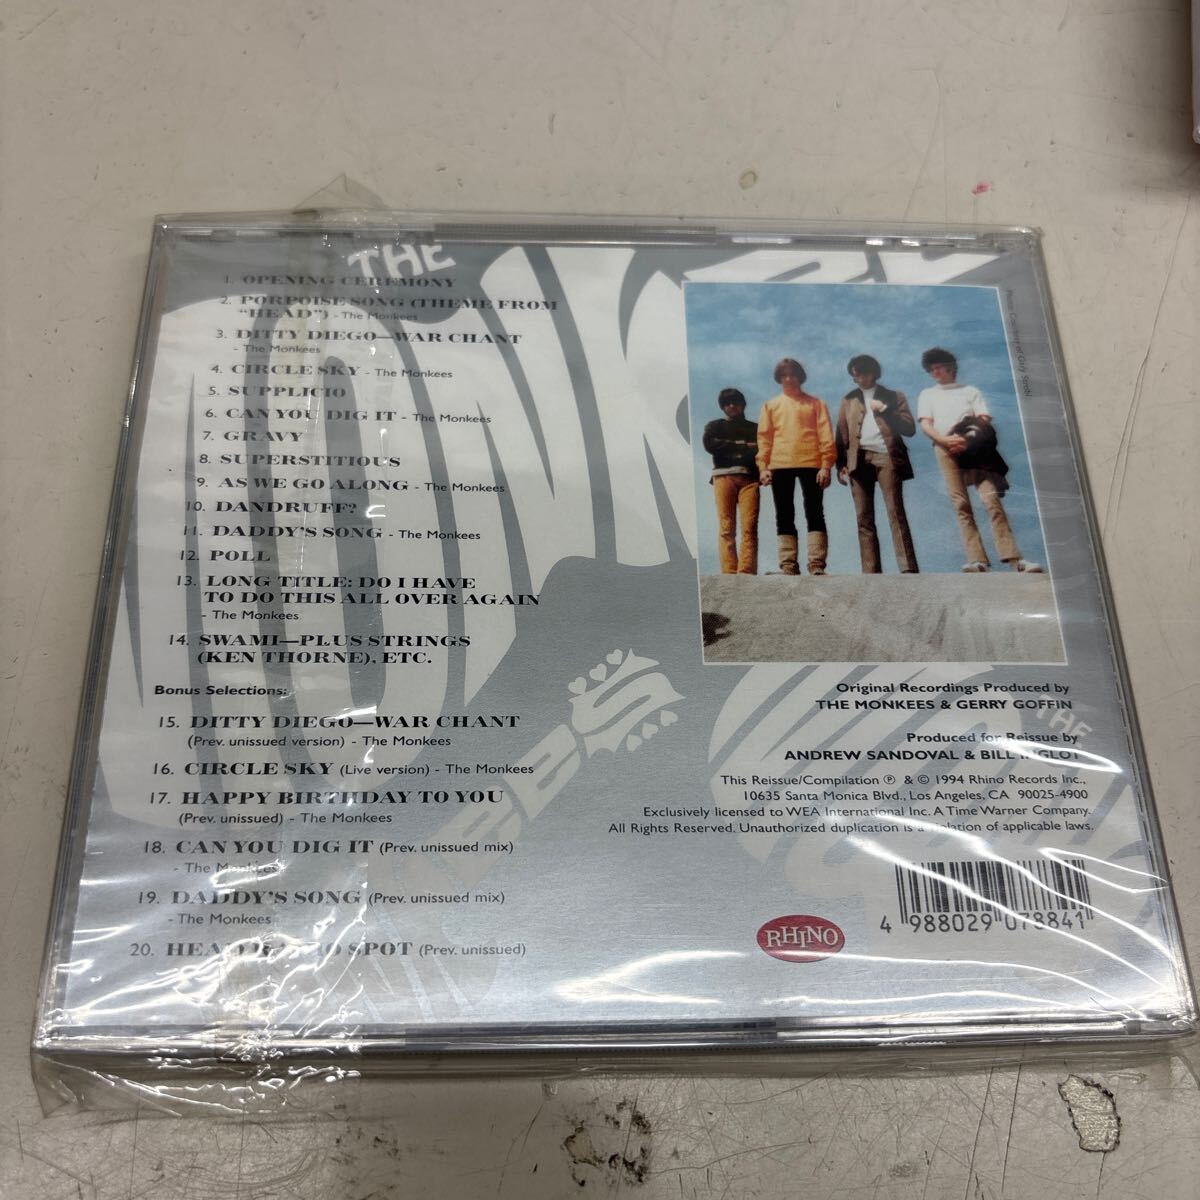 THE
1. OPENING CEREMONY
2. PORPOISE SONG (THEME FROM
"HEAD") - The Monkees
3. DITTY DIEGO—WAR CHANT
- The Monkees
4. CIRCLE SKY - The Monkees
5. SUPPLICIO
6. CAN YOU DIG IT - The Monkees
7. GRAVY
8. SUPERSTITIOUS
9. AS WE GO ALONG - The Monkees
10. DANDRUFF?
11. DADDY'S SONG - The Monkees
12. POLL
13. LONG TITLE: DO I HAVE
TO DO THIS ALL OVER AGAIN
- The Monkees
14. SWAMI—PLUS STRINGS
(KEN THORNE), ETC.
Bonus Selections:
15. DITTY DIEGO—WAR CHANT
(Prev. unissued version) - The Monkees
16. CIRCLE SKY (Live version) - The Monkees
17. HAPPY BIRTHDAY TO YOU
(Prev. unissued) - The Monkees
18. CAN YOU DIG IT (Prev. unissued mix)
- The Monkees
19. DADDY'S SONG (Prev. unissued mix)
- The Monkees
20. HEAD RADIO SPOT (Prev. unissued)
Original Recordings Produced by
THE MONKEES & GERRY GOFFIN
Produced for Reissue by
ANDREW SANDOVAL & BILL INGLOT
This Reissue/Compilation ℗ & © 1994 Rhino Records Inc.,
10635 Santa Monica Blvd., Los Angeles, CA 90025-4900
Exclusively licensed to WEA International Inc. A Time Warner Company.
All Rights Reserved. Unauthorized duplication is a violation of applicable laws.
RHINO
4 988029 078841
THE